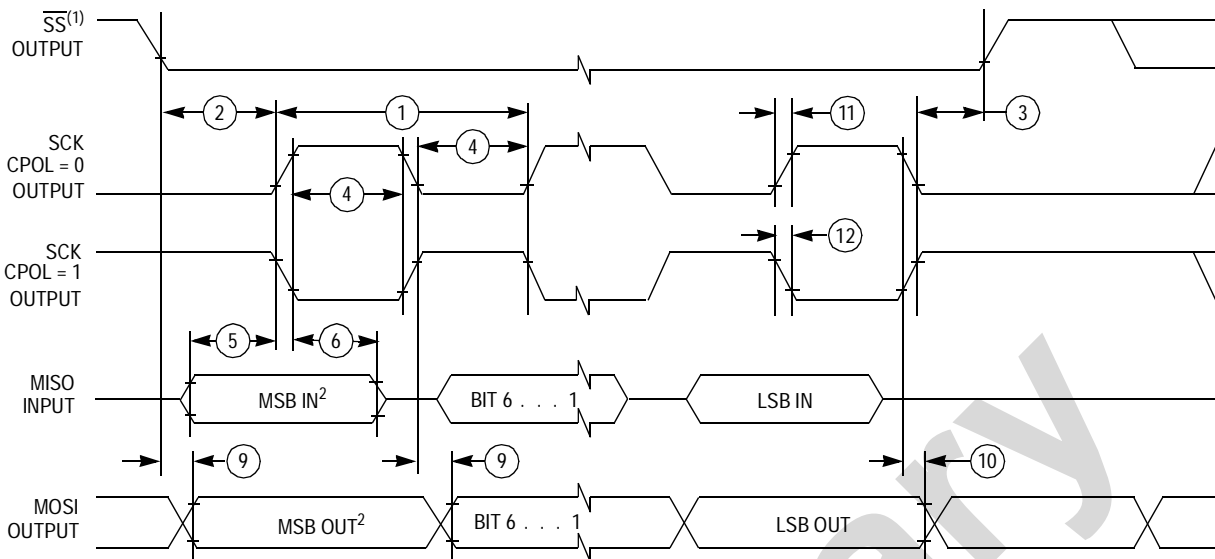 SS(1)
OUTPUT
2
1
11
3
SCK
CPOL = 0
OUTPUT
4
4
12
SCK
CPOL = 1
OUTPUT
5
6
MISO
INPUT
MSB IN2
BIT 6 . . . 1
LSB IN
9
9
10
MOSI
OUTPUT
MSB OUT2
BIT 6 . . . 1
LSB OUT
ary